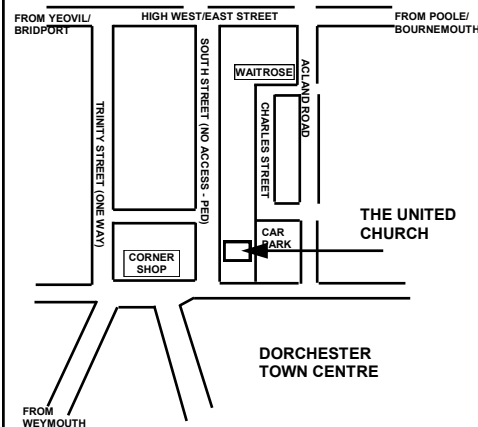 FROM YEOVIL/
BRIDPORT
HIGH WEST/EAST STREET
FROM POOLE/
BOURNEMOUTH
WAITROSE
TRINITY STREET (ONE WAY)
SOUTH STREET (NO ACCESS - PED)
CHARLES STREET
ACLAND ROAD
THE UNITED
CHURCH
CAR
PARK
CORNER
SHOP
DORCHESTER
TOWN CENTRE
FROM
WEYMOUTH